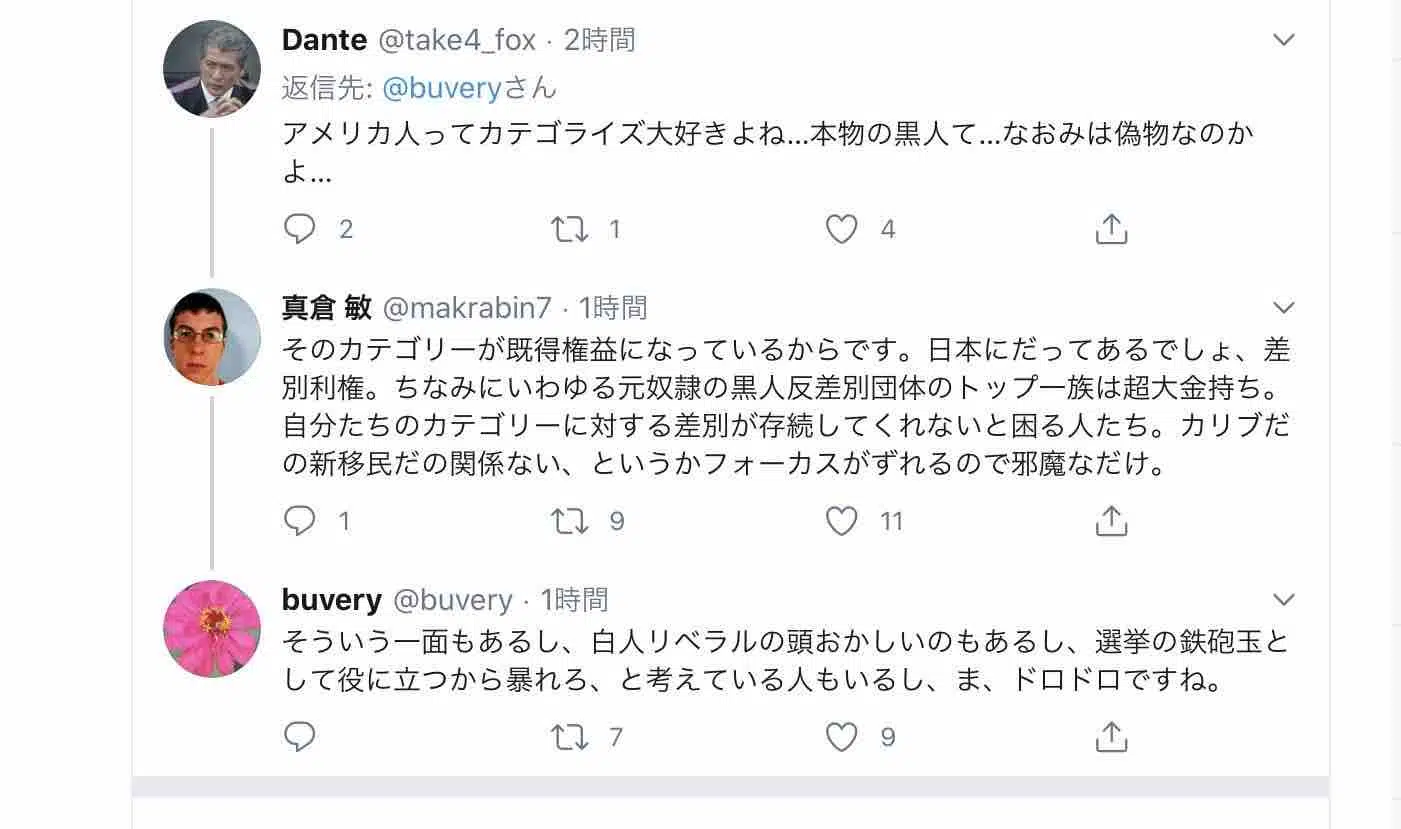 Dante @take4_fox · 2時間
返信先: @buveryさん
アメリカ人ってカテゴライズ大好きよね...本物の黒人て...なおみは偽物なのか
よ...
2 1 4
真倉 敏 @makrabin7 · 1時間
そのカテゴリーが既得権益になっているからです。日本にだってあるでしょ、差
別利権。ちなみにいわゆる元奴隷の黒人反差別団体のトップ一族は超大金持ち。
自分たちのカテゴリーに対する差別が存続してくれないと困る人たち。カリブだ
の新移民だの関係ない、というかフォーカスがずれるので邪魔なだけ。
1 9 11
buvery @buvery · 1時間
そういう一面もあるし、白人リベラルの頭おかしいのもあるし、選挙の鉄砲玉と
して役に立つから暴れろ、と考えている人もいるし、ま、ドロドロですね。
7 9